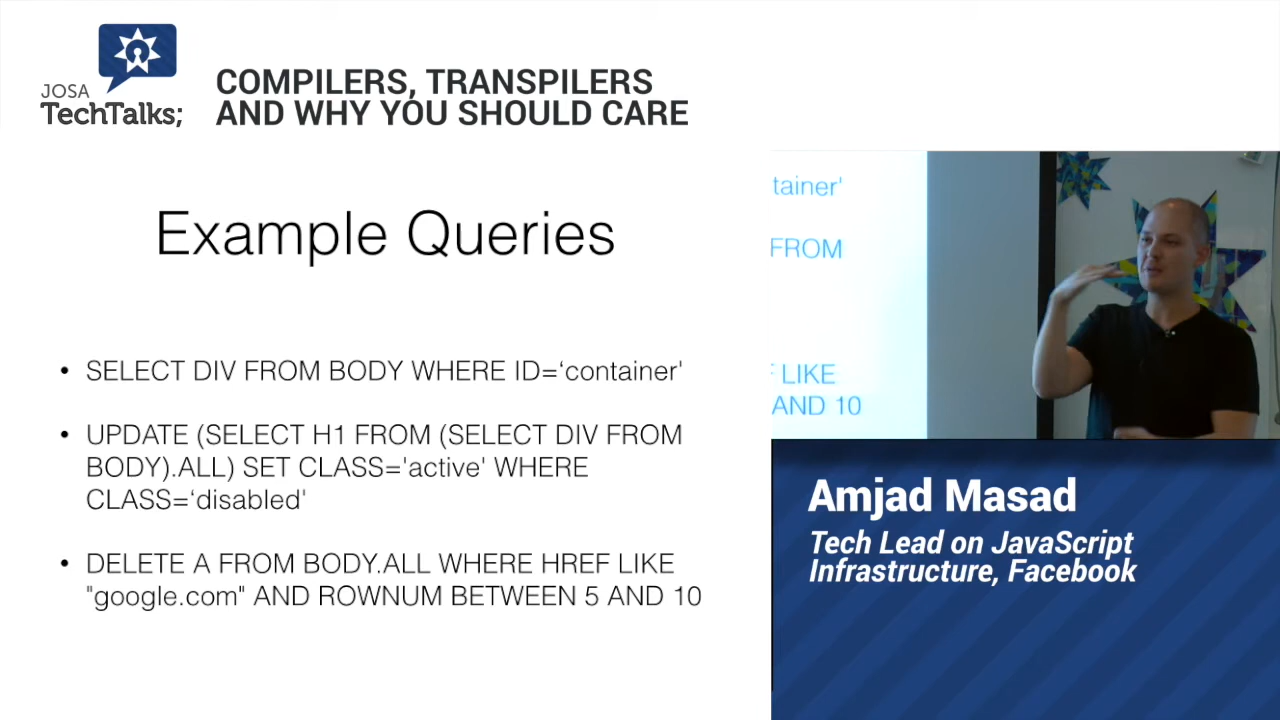 JOSA
TechTalks;
COMPILERS, TRANSPILERS
AND WHY YOU SHOULD CARE
Example Queries
• SELECT DIV FROM BODY WHERE ID=‘container'
• UPDATE (SELECT H1 FROM (SELECT DIV FROM
BODY).ALL) SET CLASS='active' WHERE
CLASS=‘disabled'
• DELETE A FROM BODY.ALL WHERE HREF LIKE
"google.com" AND ROWNUM BETWEEN 5 AND 10
tainer'
FROM
LIKE
AND 10
Amjad Masad
Tech Lead on JavaScript
Infrastructure, Facebook